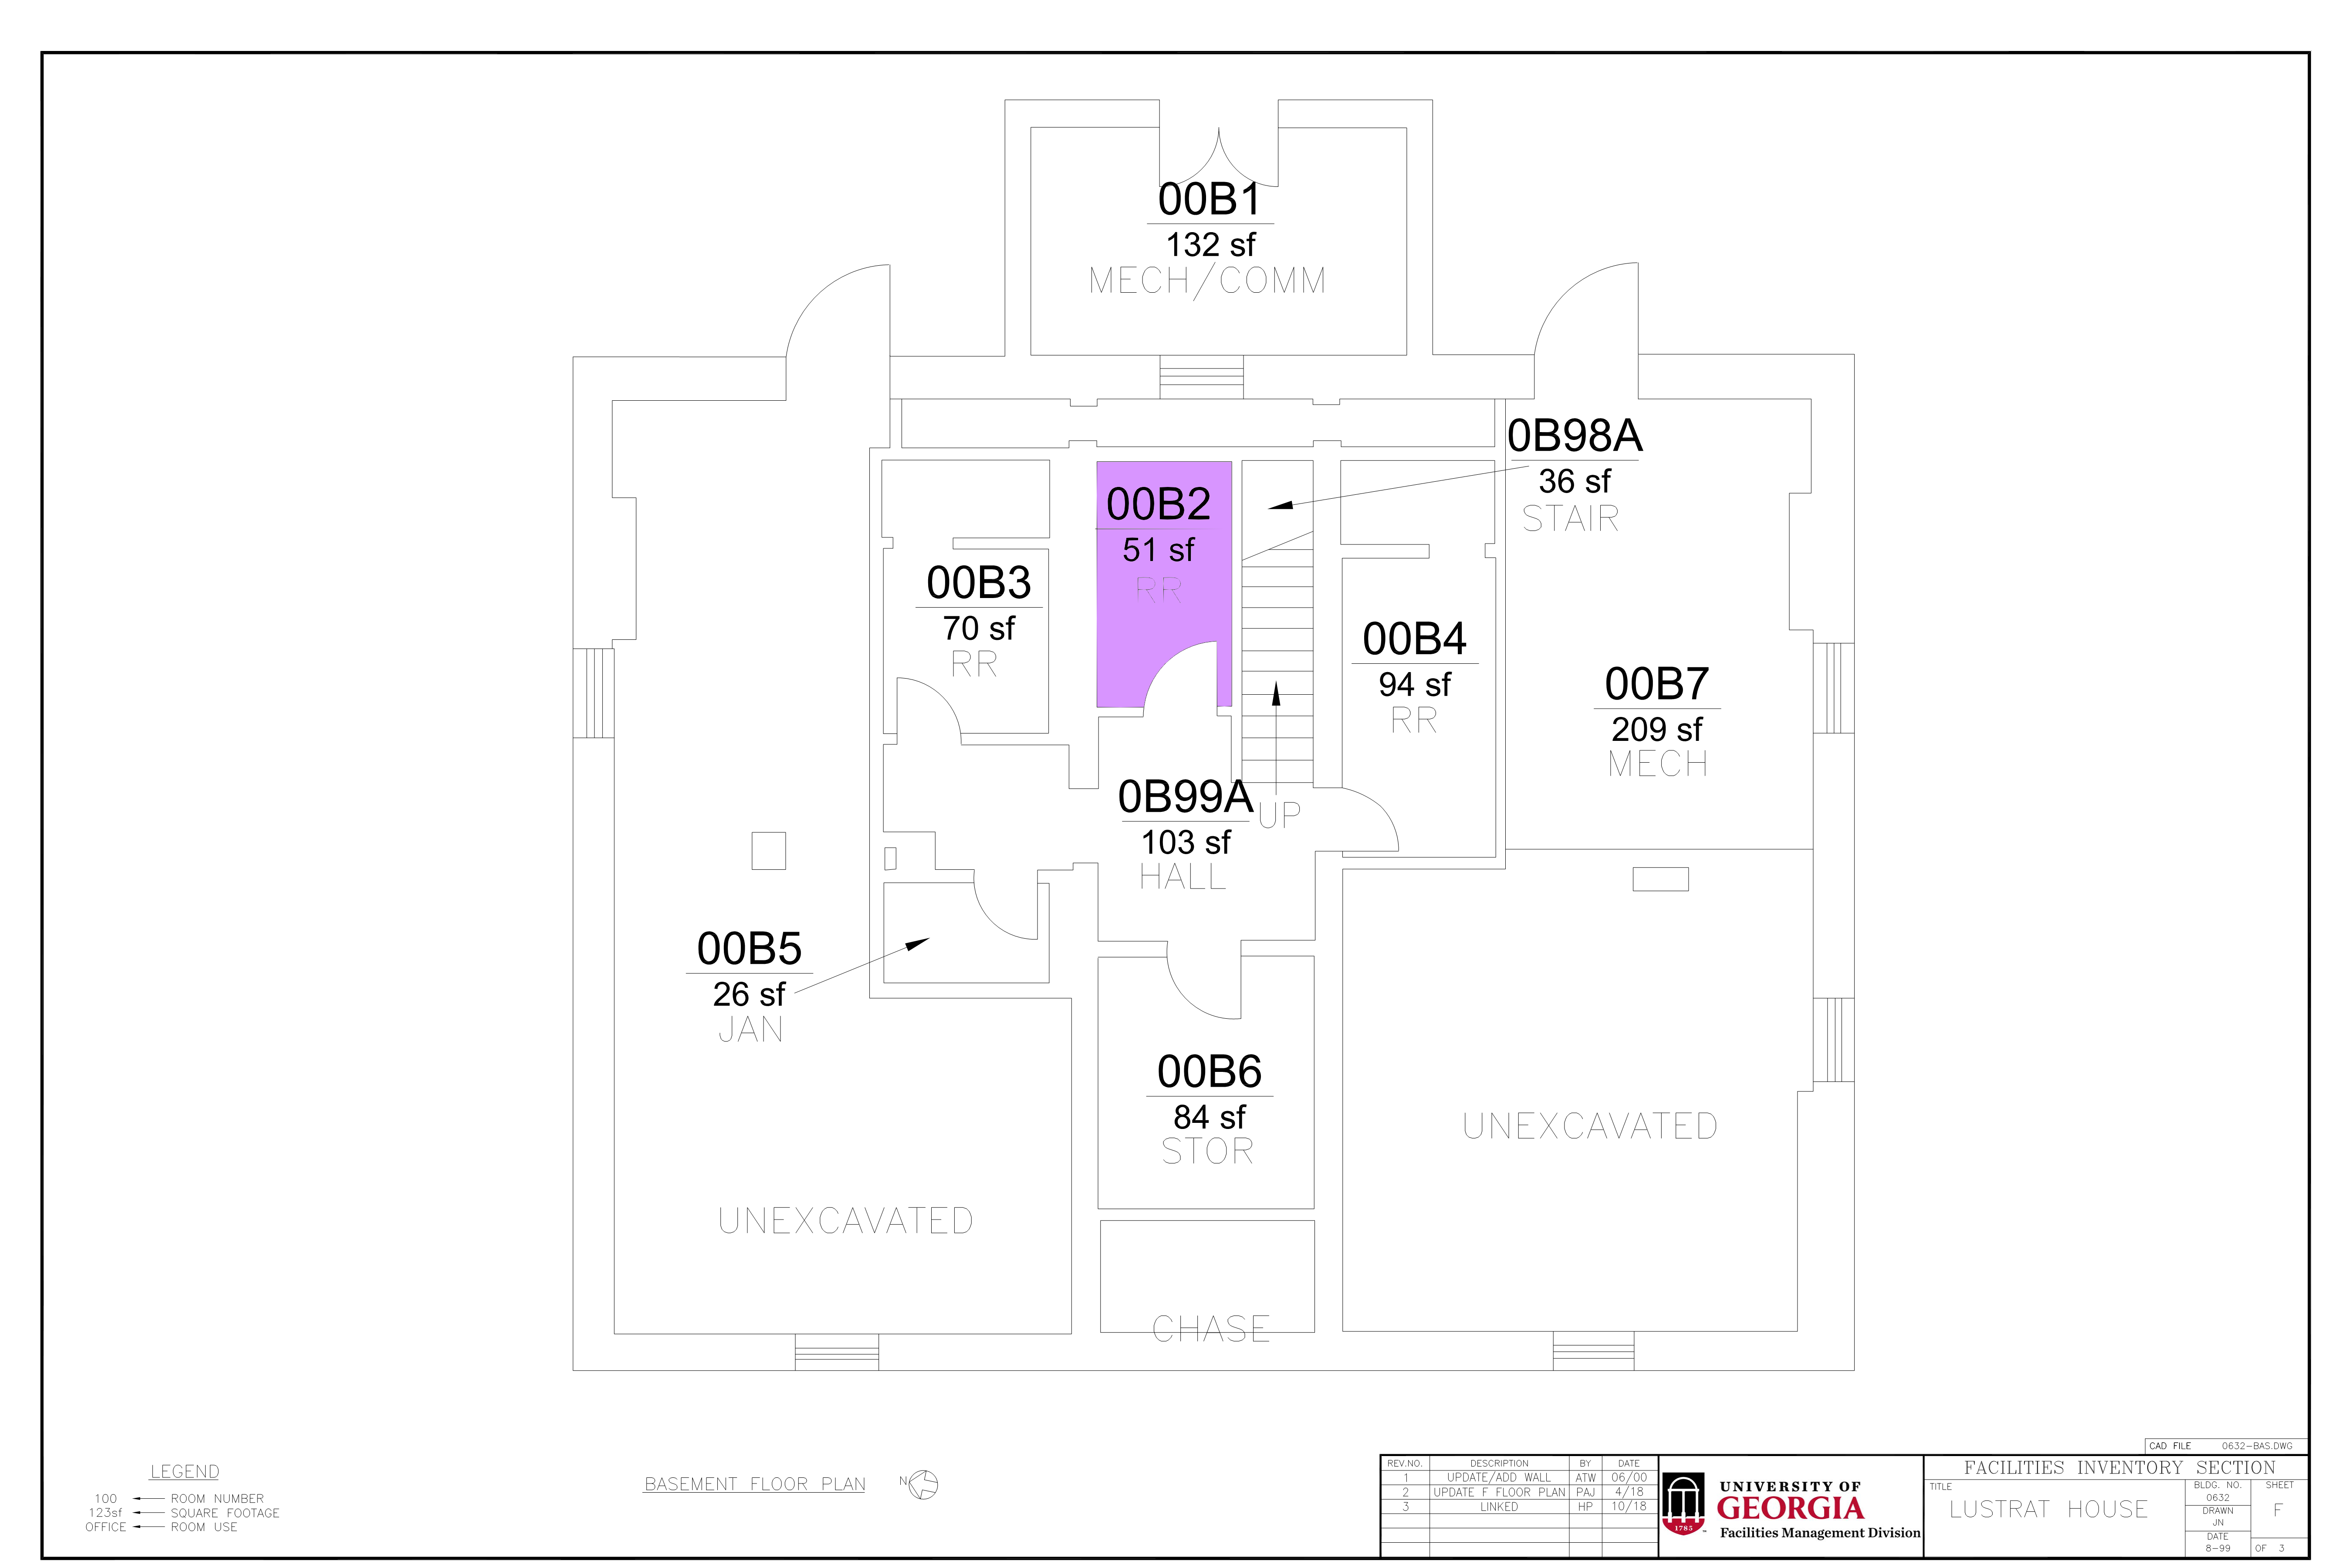 00B1
132 sf
MECH/COMM
0B98A
36 sf
STAIR
00B2
51 sf
RR
00B3
70 sf
RR
00B4
94 sf
RR
00B7
209 sf
MECH
0B99A
103 sf
HALL
UP
00B5
26 sf
JAN
00B6
84 sf
STOR
UNEXCAVATED
UNEXCAVATED
CHASE
LEGEND
100 ROOM NUMBER
123sf SQUARE FOOTAGE
OFFICE ROOM USE
BASEMENT FLOOR PLAN
N
REV.NO. DESCRIPTION BY DATE
1 UPDATE/ADD WALL ATW 06/00
2 UPDATE F FLOOR PLAN PAJ 4/18
3 LINKED HP 10/18
1785
UNIVERSITY OF
GEORGIA
Facilities Management Division
CAD FILE 0632-BAS.DWG
FACILITIES INVENTORY SECTION
TITLE
LUSTRAT HOUSE
BLDG. NO.
0632
DRAWN
JN
DATE
8-99
SHEET
F
OF 3